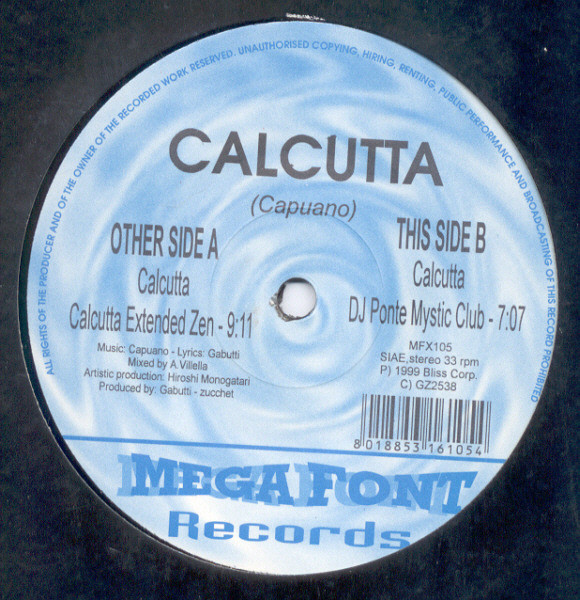 ALL RIGHTS OF THE PRODUCER AND OF THE OWNER OF THE RECORDED WORK RESERVED. UNAUTHORISED COPYING, HIRING, RENTING, PUBLIC PERFORMANCE AND BROADCASTING OF THIS RECORD PROHIBITED
CALCUTTA
(Capuano)
OTHER SIDE A
Calcutta
Calcutta Extended Zen - 9:11
Music: Capuano - Lyrics: Gabutti
Mixed by A.Villella
Artistic production: Hiroshi Monogatari
Produced by: Gabutti - zucchet
THIS SIDE B
Calcutta
DJ Ponte Mystic Club - 7:07
MFX105
SIAE,stereo 33 rpm
P) 1999 Bliss Corp.
C) GZ2538
8 018853 161054
MEGA FONT
Records